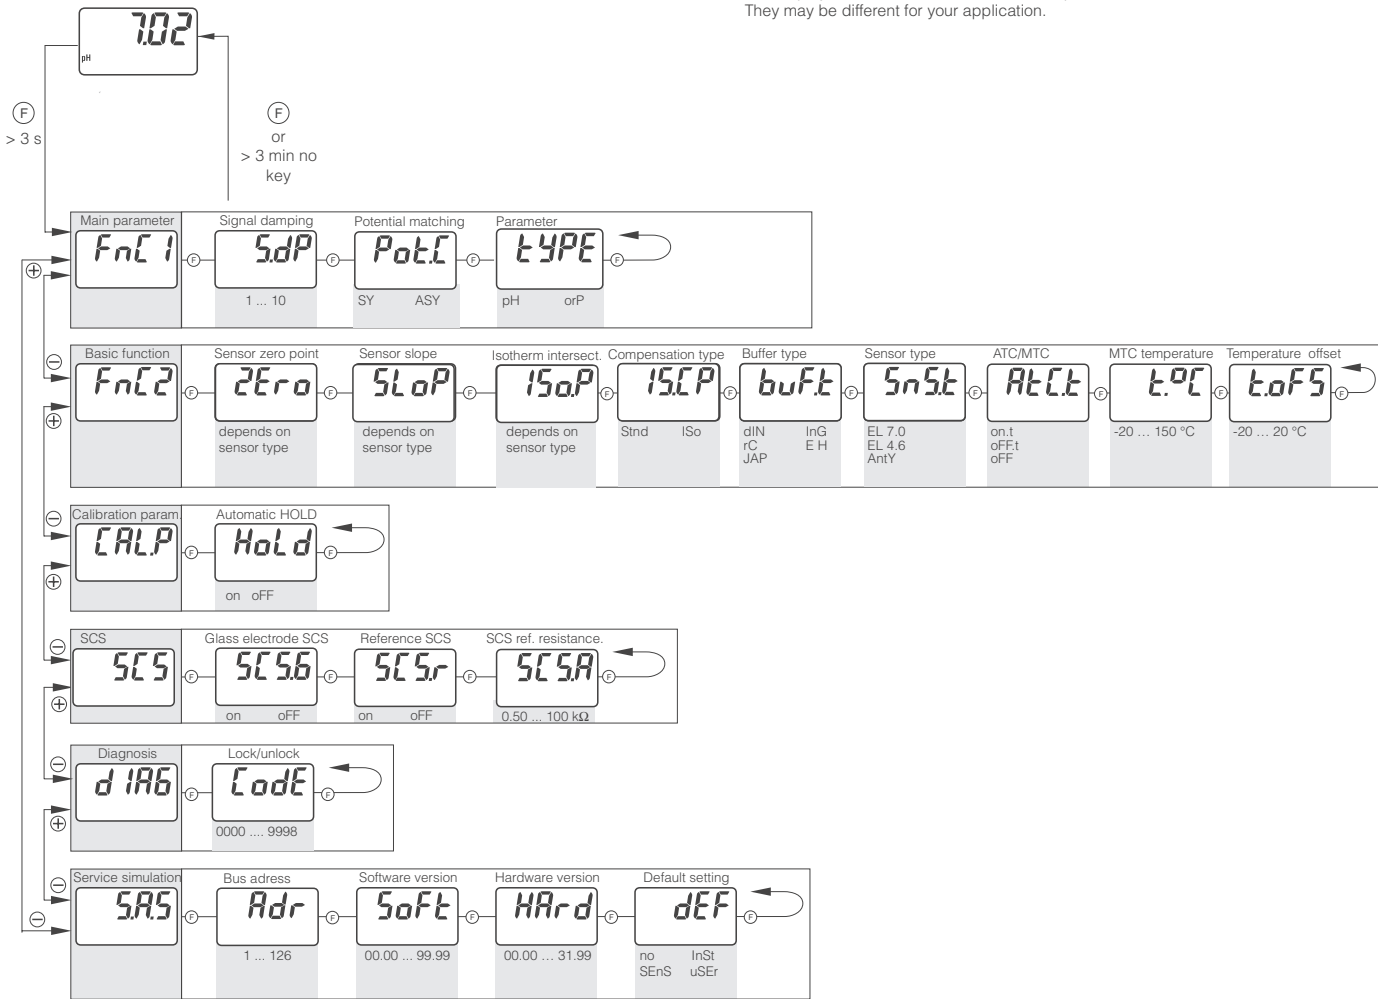 They may be different for your application.
7.02
pH
F
> 3 s
F
or
> 3 min no
key
Main parameter Signal damping Potential matching Parameter
FnC1 F S.dP F Pot.C F tYPE F
+
1 ... 10 SY ASY pH orP
−
Basic function Sensor zero point Sensor slope Isotherm intersect. Compensation type Buffer type Sensor type ATC/MTC MTC temperature Temperature offset
FnC2 F ZEro F SLoP F ISo.P F IS.CP F buF.t F SnS.t F AtC.t F t.ºC F t.oFS F
+
depends on depends on depends on Stnd ISo dIN InG EL 7.0 on.t -20 ... 150 °C -20 ... 20 °C
sensor type sensor type sensor type rC E H EL 4.6 oFF.t
JAP AntY oFF
−
Calibration param. Automatic HOLD
CAL.P F HoLd F
+
on oFF
−
SCS Glass electrode SCS Reference SCS SCS ref. resistance.
SCS F SCS.G F SCS.r F SCS.A F
+
on oFF on oFF 0.50 ... 100 kΩ
−
Diagnosis Lock/unlock
dIAG F CodE F
+
0000 .... 9998
−
Service simulation Bus adress Software version Hardware version Default setting
S.A.S F Adr F SoFt F HArd F dEF F
−
1 ... 126 00.00 ... 99.99 00.00 ... 31.99 no InSt
SEnS uSEr